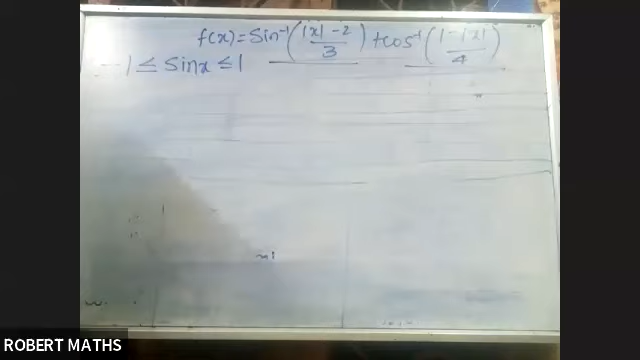 f(x) = Sin⁻¹(|x| - 2 / 3) + cos⁻¹(1 - |x| / 4)
-1 ≤ Sinx ≤ 1
ROBERT MATHS